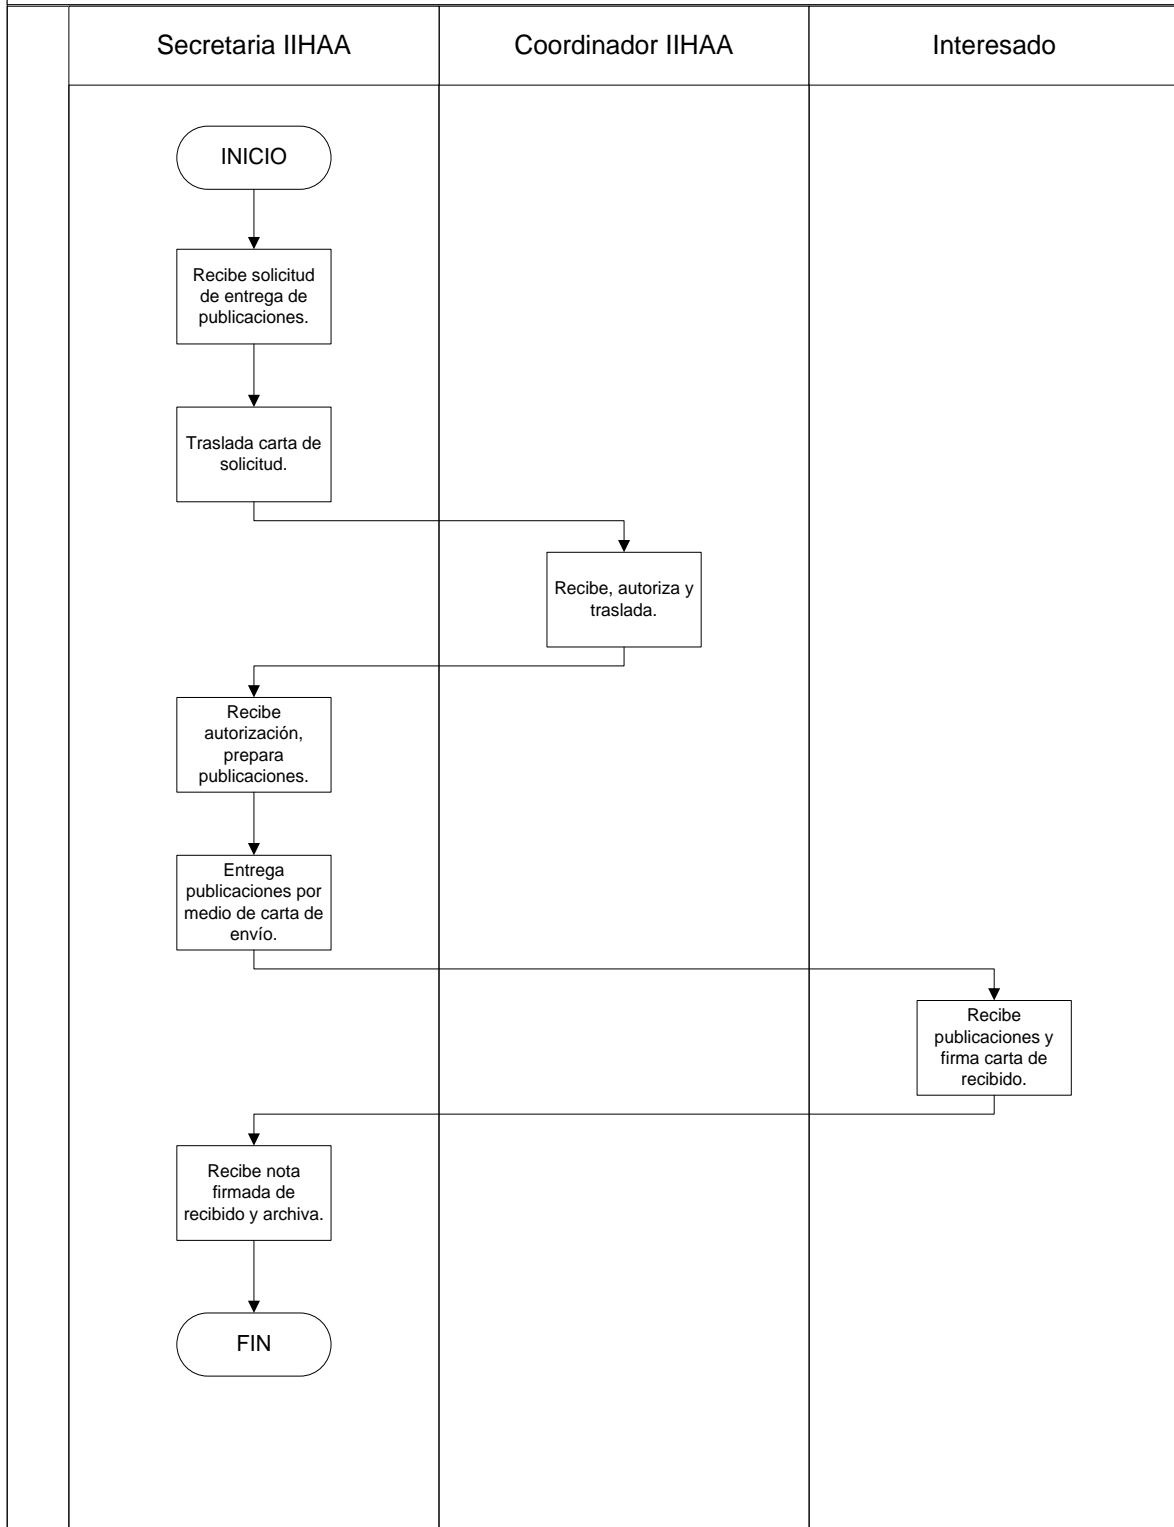 Secretaria IIHAA
Coordinador IIHAA
Interesado
INICIO
Recibe solicitud
de entrega de
publicaciones.
Traslada carta de
solicitud.
Recibe, autoriza y
traslada.
Recibe
autorización,
prepara
publicaciones.
Entrega
publicaciones por
medio de carta de
envío.
Recibe
publicaciones y
firma carta de
recibido.
Recibe nota
firmada de
recibido y archiva.
FIN